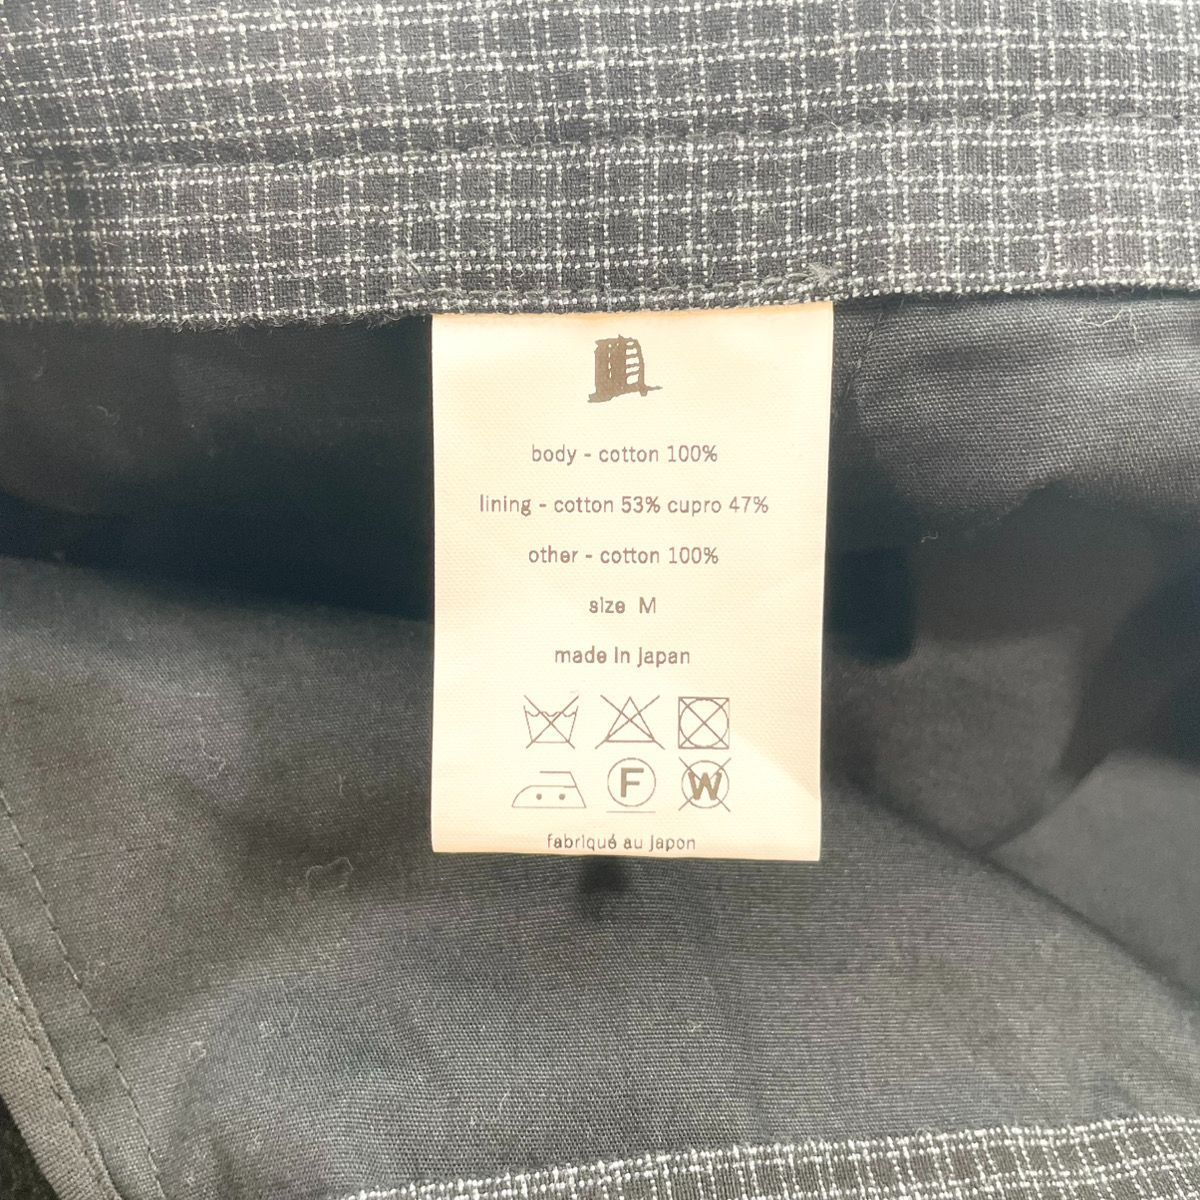 body - cotton 100%
lining - cotton 53% cupro 47%
other - cotton 100%
size M
made in japan
F W
fabriqué au japon